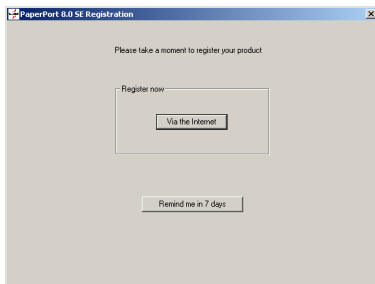 PaperPort 8.0 SE Registration
Please take a moment to register your product
Register now
Via the Internet
Remind me in 7 days